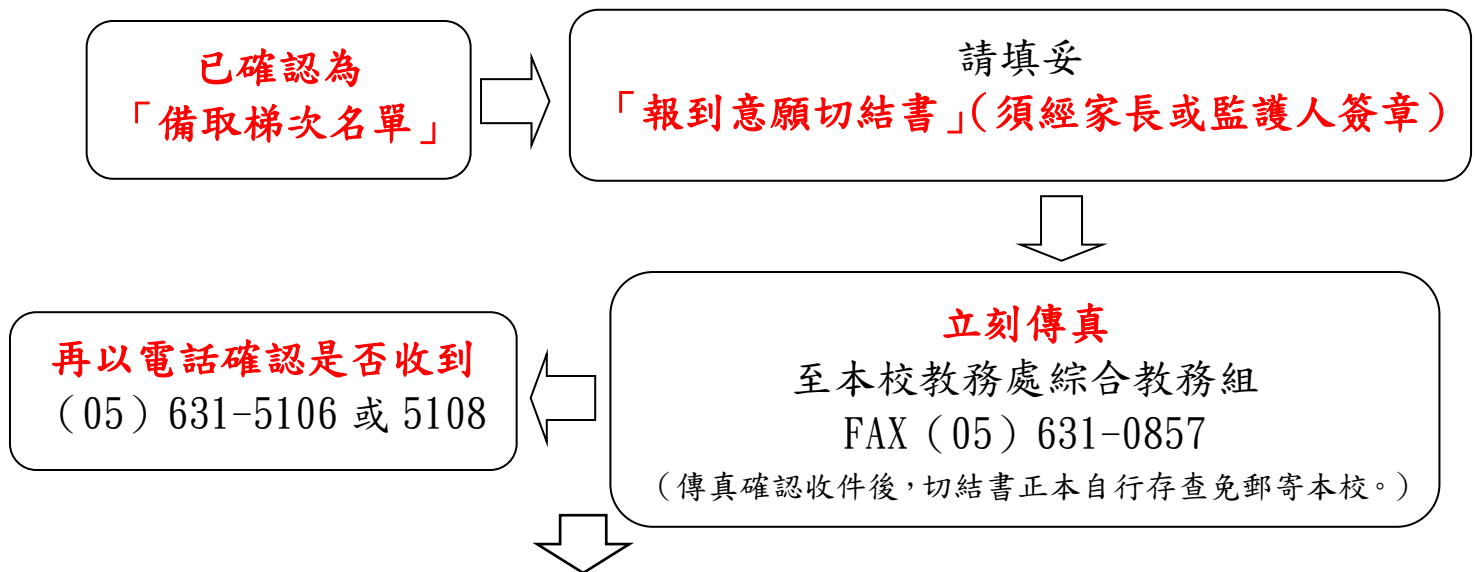 已確認為
「備取梯次名單」
請填妥
「報到意願切結書」(須經家長或監護人簽章)
立刻傳真
至本校教務處綜合教務組
FAX(05)631-0857
(傳真確認收件後,切結書正本自行存查免郵寄本校。)
再以電話確認是否收到
(05)631-5106 或 5108